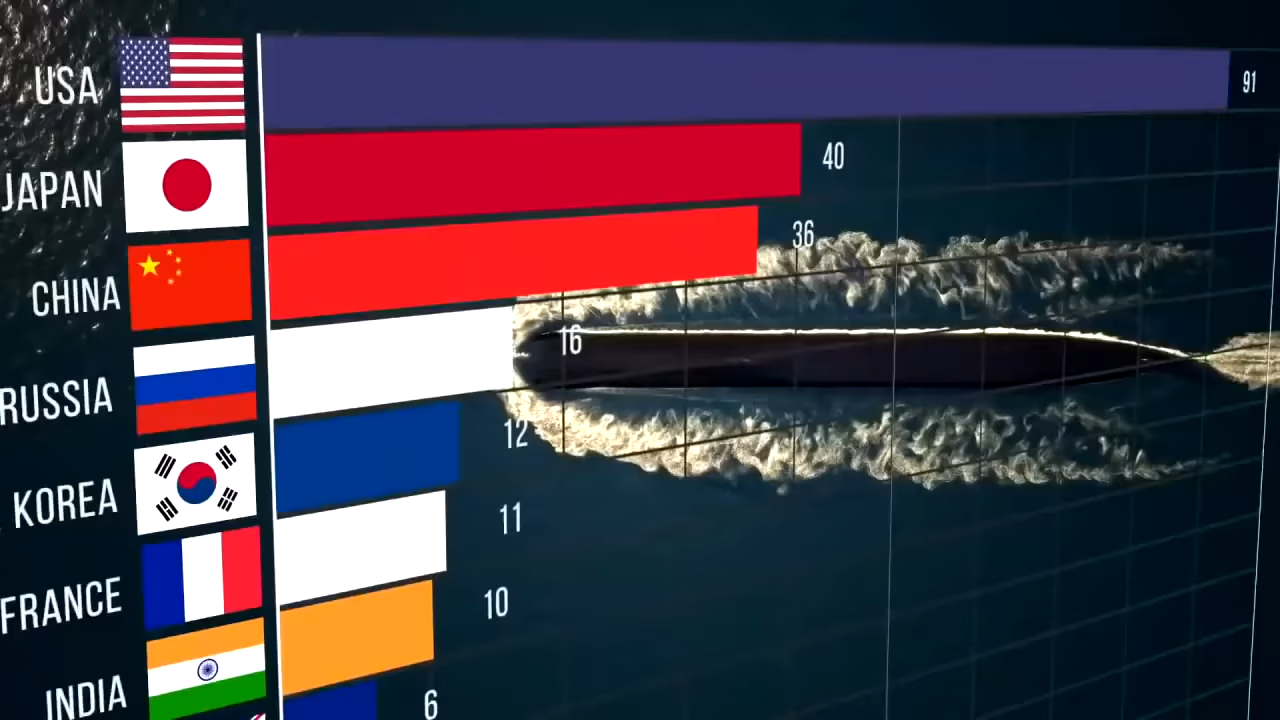 USA 91
JAPAN 40
CHINA 36
RUSSIA 16
KOREA 12
FRANCE 11
INDIA 10
6